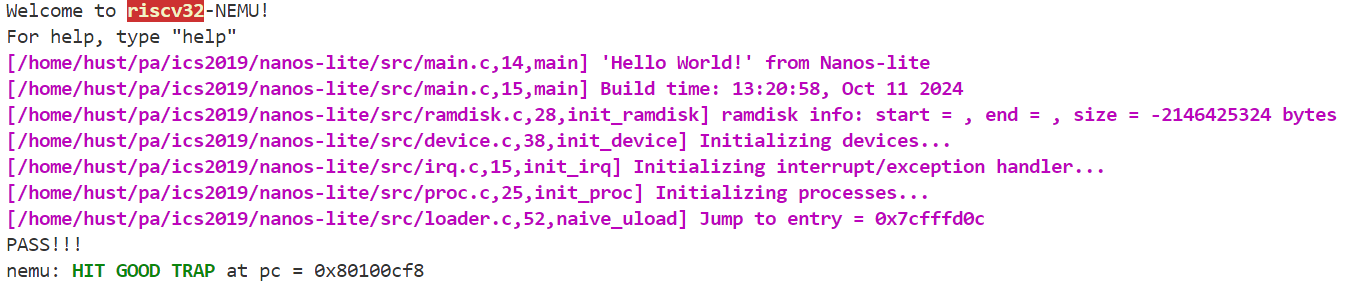 Welcome to riscv32-NEMU!
For help, type "help"
[/home/hust/pa/ics2019/nanos-lite/src/main.c,14,main] 'Hello World!' from Nanos-lite
[/home/hust/pa/ics2019/nanos-lite/src/main.c,15,main] Build time: 13:20:58, Oct 11 2024
[/home/hust/pa/ics2019/nanos-lite/src/ramdisk.c,28,init_ramdisk] ramdisk info: start = , end = , size = -2146425324 bytes
[/home/hust/pa/ics2019/nanos-lite/src/device.c,38,init_device] Initializing devices...
[/home/hust/pa/ics2019/nanos-lite/src/irq.c,15,init_irq] Initializing interrupt/exception handler...
[/home/hust/pa/ics2019/nanos-lite/src/proc.c,25,init_proc] Initializing processes...
[/home/hust/pa/ics2019/nanos-lite/src/loader.c,52,naive_uload] Jump to entry = 0x7cfffd0c
PASS!!!
nemu: HIT GOOD TRAP at pc = 0x80100cf8